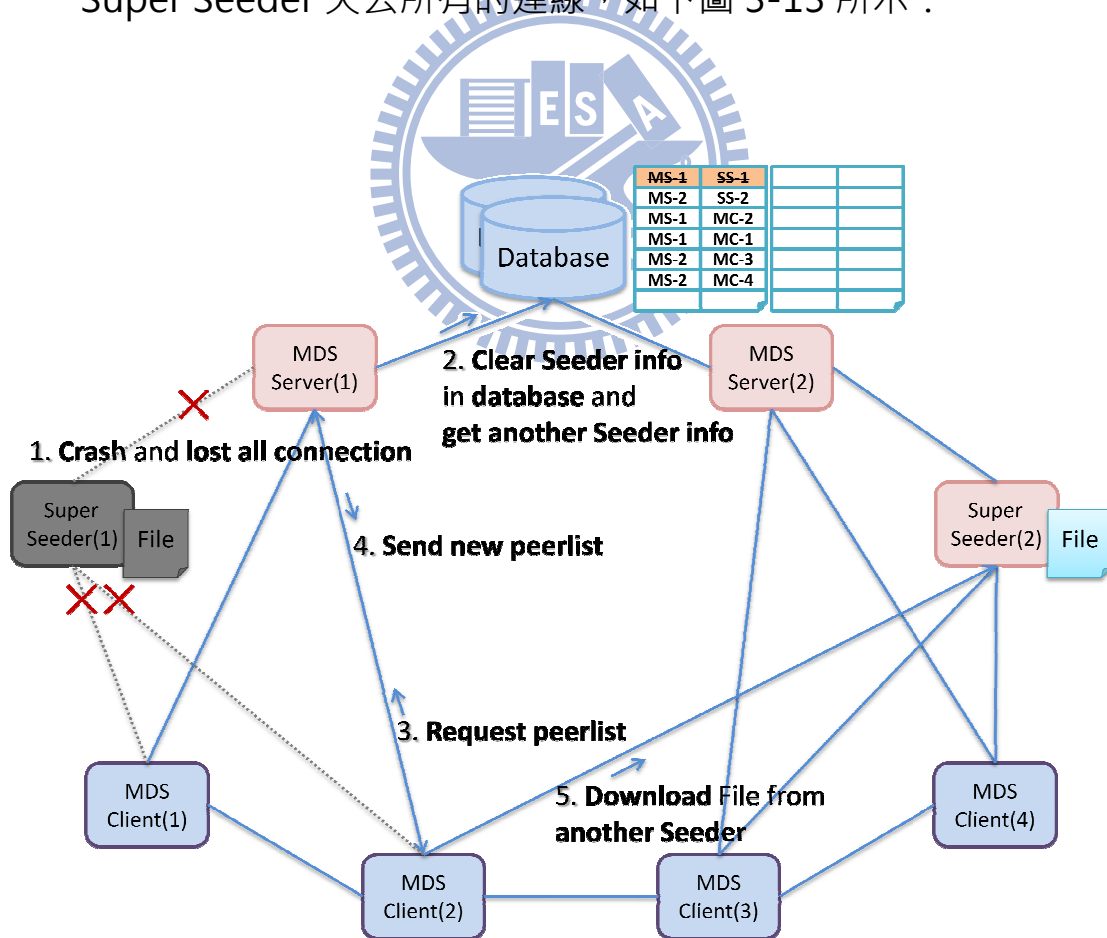 Super Seeder 失去所有的連線，如下圖 3-13 所示：
ESA
Database
MS-1 SS-1
MS-2 SS-2
MS-1 MC-2
MS-1 MC-1
MS-2 MC-3
MS-2 MC-4
MDS
Server(1)
2. Clear Seeder info
in database and
get another Seeder info
MDS
Server(2)
1. Crash and lost all connection
Super
Seeder(1)
File
4. Send new peerlist
Super
Seeder(2)
File
3. Request peerlist
5. Download File from
another Seeder
MDS
Client(1)
MDS
Client(4)
MDS
Client(2)
MDS
Client(3)